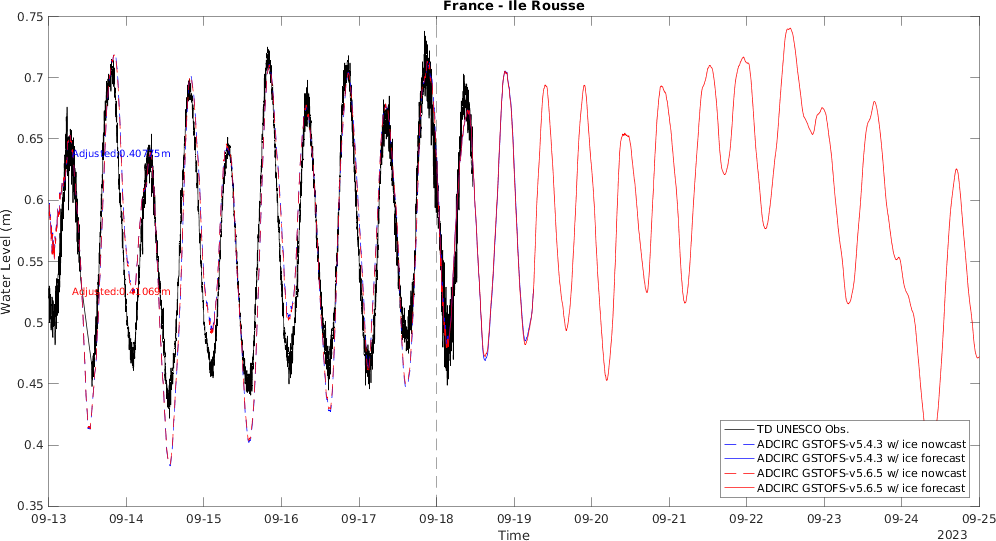 France - Ile Rousse
Water Level (m)
0.75
0.7
0.65
0.6
0.55
0.5
0.45
0.4
0.35
Adjusted:0.40775m
Adjusted:0.41069m
TD UNESCO Obs.
ADCIRC GSTOFS-v5.4.3 w/ ice nowcast
ADCIRC GSTOFS-v5.4.3 w/ ice forecast
ADCIRC GSTOFS-v5.6.5 w/ ice nowcast
ADCIRC GSTOFS-v5.6.5 w/ ice forecast
09-13 09-14 09-15 09-16 09-17 09-18 09-19 09-20 09-21 09-22 09-23 09-24 09-25
Time
2023